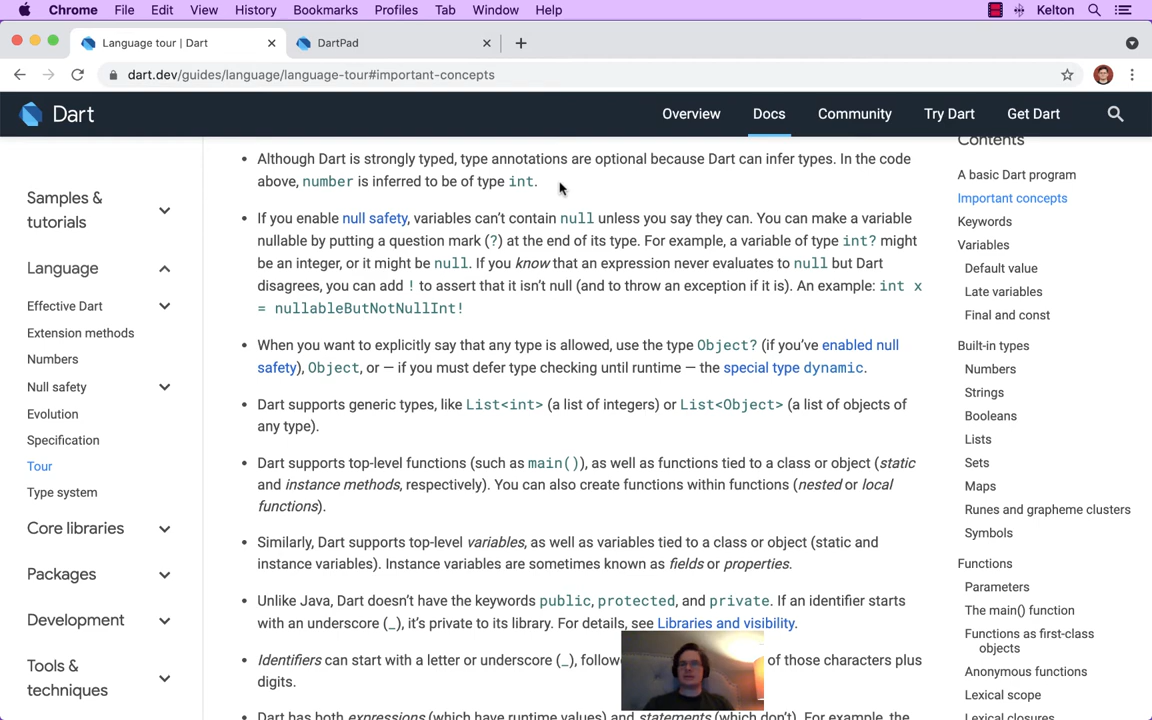 Chrome File Edit View History Bookmarks Profiles Tab Window Help Kelton
Language tour | Dart
DartPad
dart.dev/guides/language/language-tour#important-concepts
Dart
Overview Docs Community Try Dart Get Dart
Samples &
tutorials
Language
Effective Dart
Extension methods
Numbers
Null safety
Evolution
Specification
Tour
Type system
Core libraries
Packages
Development
Tools &
techniques
• Although Dart is strongly typed, type annotations are optional because Dart can infer types. In the code
above, number is inferred to be of type int.
• If you enable null safety, variables can't contain null unless you say they can. You can make a variable
nullable by putting a question mark (?) at the end of its type. For example, a variable of type int? might
be an integer, or it might be null. If you know that an expression never evaluates to null but Dart
disagrees, you can add ! to assert that it isn't null (and to throw an exception if it is). An example: int x
= nullableButNotNullInt!
• When you want to explicitly say that any type is allowed, use the type Object? (if you've enabled null
safety), Object, or — if you must defer type checking until runtime — the special type dynamic.
• Dart supports generic types, like List<int> (a list of integers) or List<Object> (a list of objects of
any type).
• Dart supports top-level functions (such as main()), as well as functions tied to a class or object (static
and instance methods, respectively). You can also create functions within functions (nested or local
functions).
• Similarly, Dart supports top-level variables, as well as variables tied to a class or object (static and
instance variables). Instance variables are sometimes known as fields or properties.
• Unlike Java, Dart doesn't have the keywords public, protected, and private. If an identifier starts
with an underscore (_), it's private to its library. For details, see Libraries and visibility.
• Identifiers can start with a letter or underscore (_), of those characters plus
digits.
• Dart has both expressions (which have runtime values) and statements (which don't). For example, the
Contents
A basic Dart program
Important concepts
Keywords
Variables
Default value
Late variables
Final and const
Built-in types
Numbers
Strings
Booleans
Lists
Sets
Maps
Runes and grapheme clusters
Symbols
Functions
Parameters
The main() function
Functions as first-class
objects
Anonymous functions
Lexical scope
Lexical closures